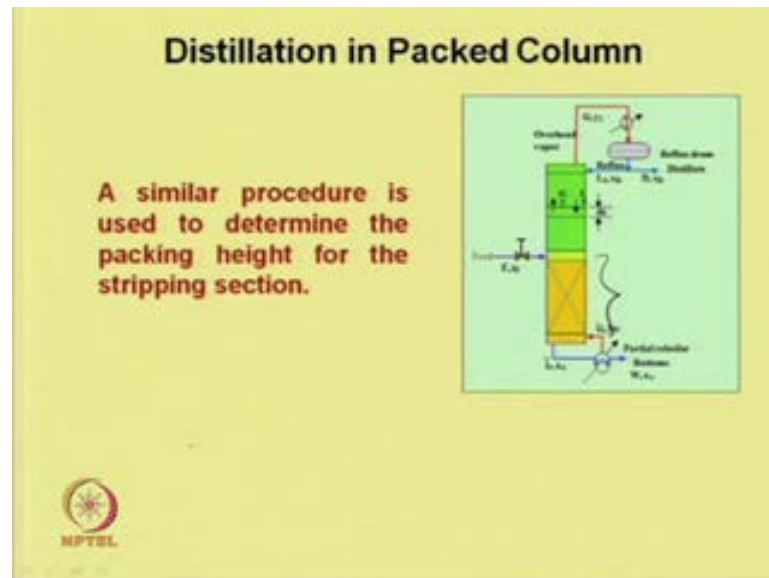 Distillation in Packed Column
A similar procedure is
used to determine the
packing height for the
stripping section.
Overhead
vapor
Reflux drum
Reflux
Distillate
Feed
Partial reboiler
Bottoms
NPTEL